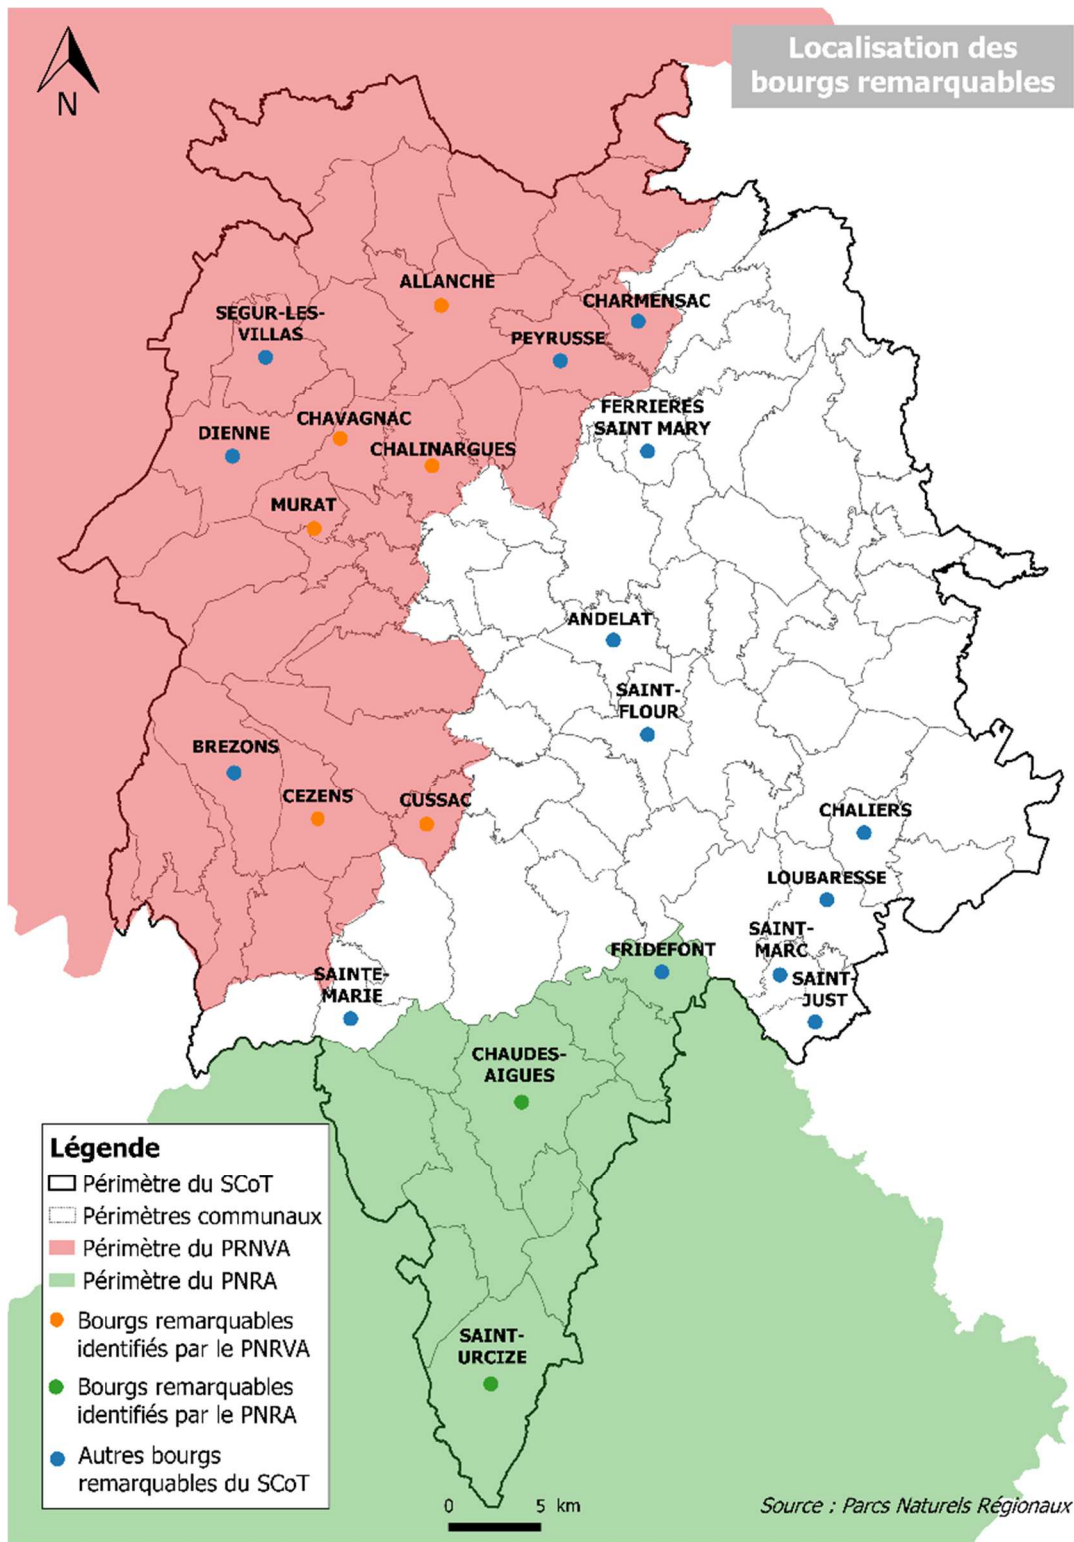 Localisation des
bourgs remarquables
N
ALLANCHE
CHARMENSAC
SEGUR-LES-
VILLAS
PEYRUSSE
FERRIERES
SAINT MARY
CHAVAGNAC
DIENNE
CHALINARGUES
MURAT
ANDELAT
SAINT-
FLOUR
BREZONS
CEZENS
CUSSAC
CHALIERS
LOUBARESSE
SAINT-
MARC
FRIDEFONT
SAINTE-
MARIE
SAINT-
JUST
CHAUDES-
AIGUES
SAINT-
URCIZE
Légende
Périmètre du SCoT
Périmètres communaux
Périmètre du PRNVA
Périmètre du PNRA
Bourgs remarquables
identifiés par le PNRVA
Bourgs remarquables
identifiés par le PNRA
Autres bourgs
remarquables du SCoT
0 5 km
Source : Parcs Naturels Régionaux